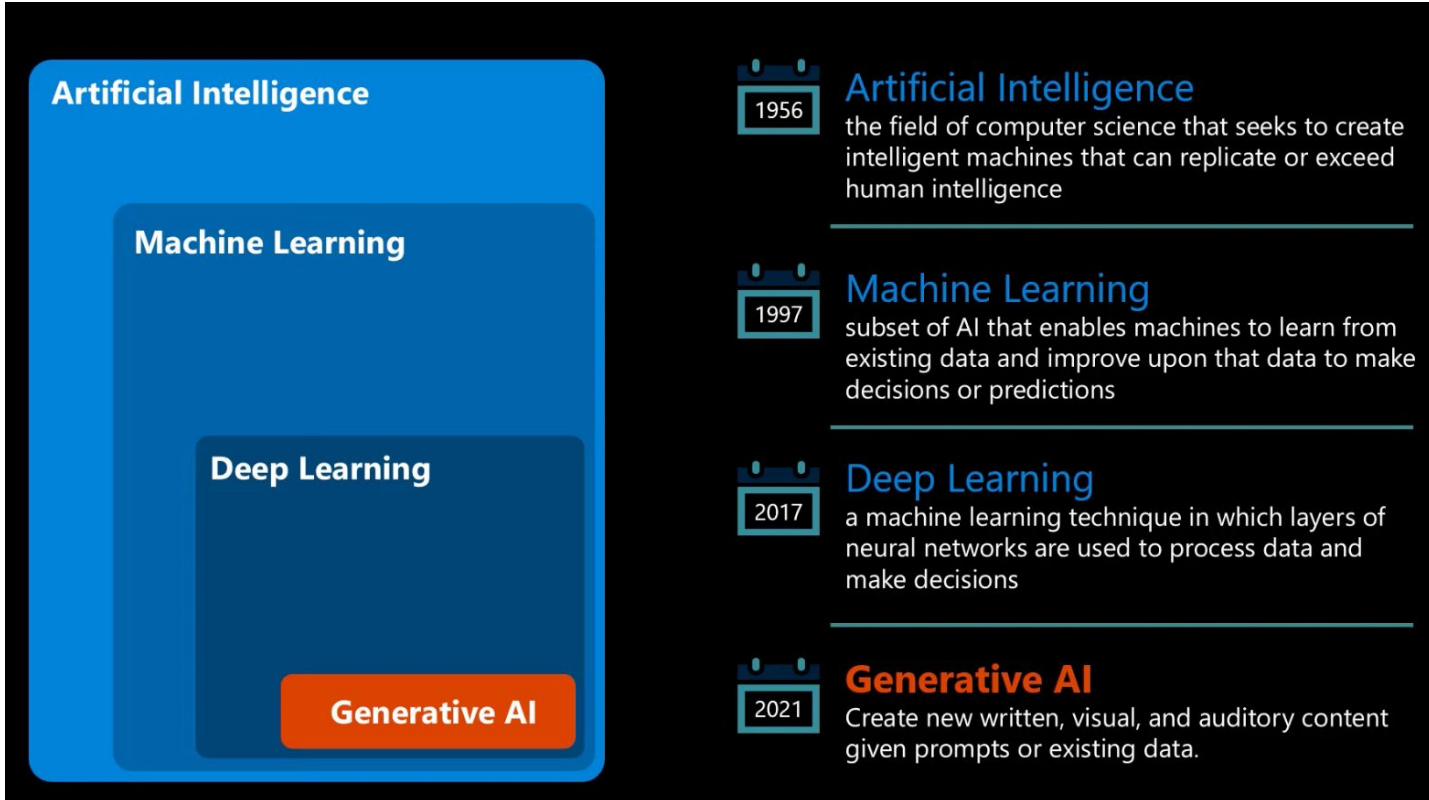 Artificial Intelligence
Machine Learning
Deep Learning
Generative AI
1956
Artificial Intelligence
the field of computer science that seeks to create
intelligent machines that can replicate or exceed
human intelligence
1997
Machine Learning
subset of AI that enables machines to learn from
existing data and improve upon that data to make
decisions or predictions
2017
Deep Learning
a machine learning technique in which layers of
neural networks are used to process data and
make decisions
2021
Generative AI
Create new written, visual, and auditory content
given prompts or existing data.